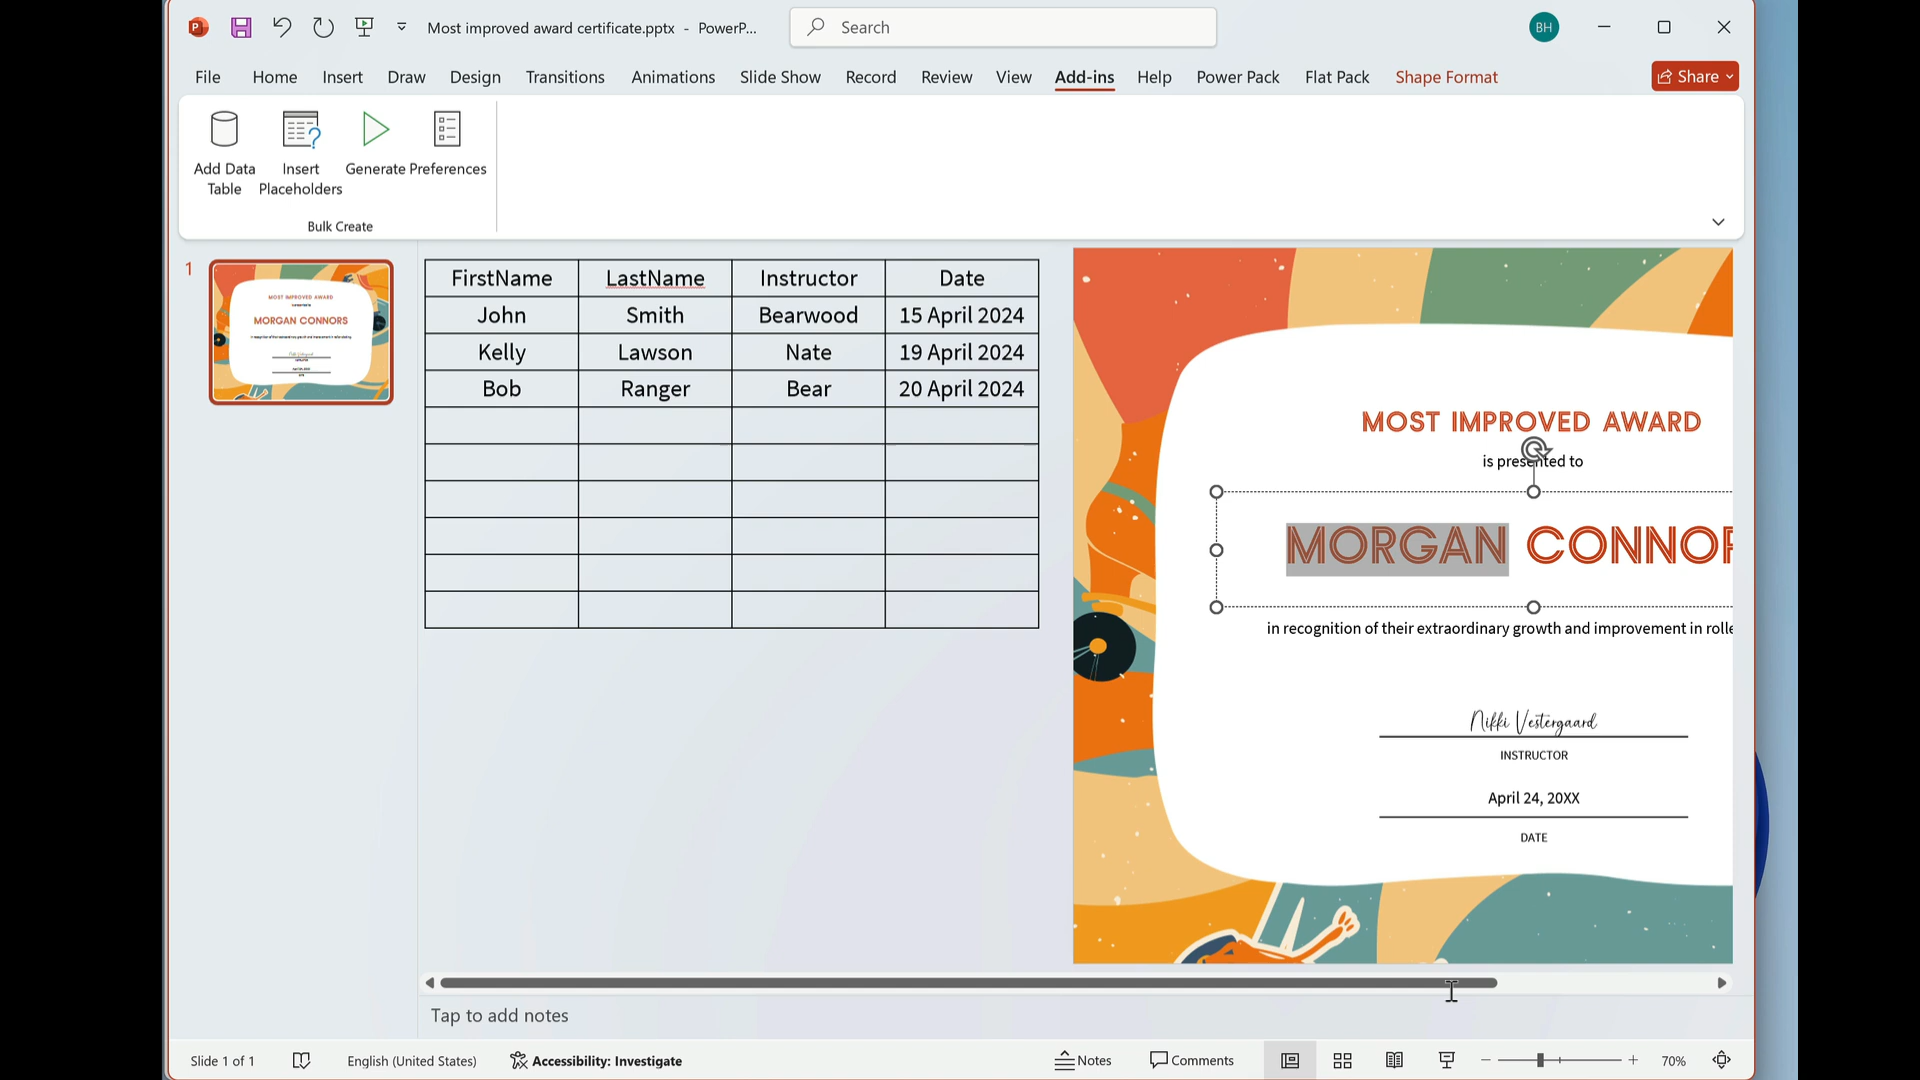 Most improved award certificate.pptx - PowerP...
Search
BH
File Home Insert Draw Design Transitions Animations Slide Show Record Review View Add-ins Help Power Pack Flat Pack Shape Format
Share
Add Data Table
Insert Placeholders
Generate
Preferences
Bulk Create
1
MOST IMPROVED AWARD
MORGAN CONNORS
FirstName LastName Instructor Date
John Smith Bearwood 15 April 2024
Kelly Lawson Nate 19 April 2024
Bob Ranger Bear 20 April 2024
MOST IMPROVED AWARD
is presented to
MORGAN CONNOR
in recognition of their extraordinary growth and improvement in rolle
Nikki Vestergaard
INSTRUCTOR
April 24, 20XX
DATE
Tap to add notes
Slide 1 of 1
English (United States)
Accessibility: Investigate
Notes
Comments
70%